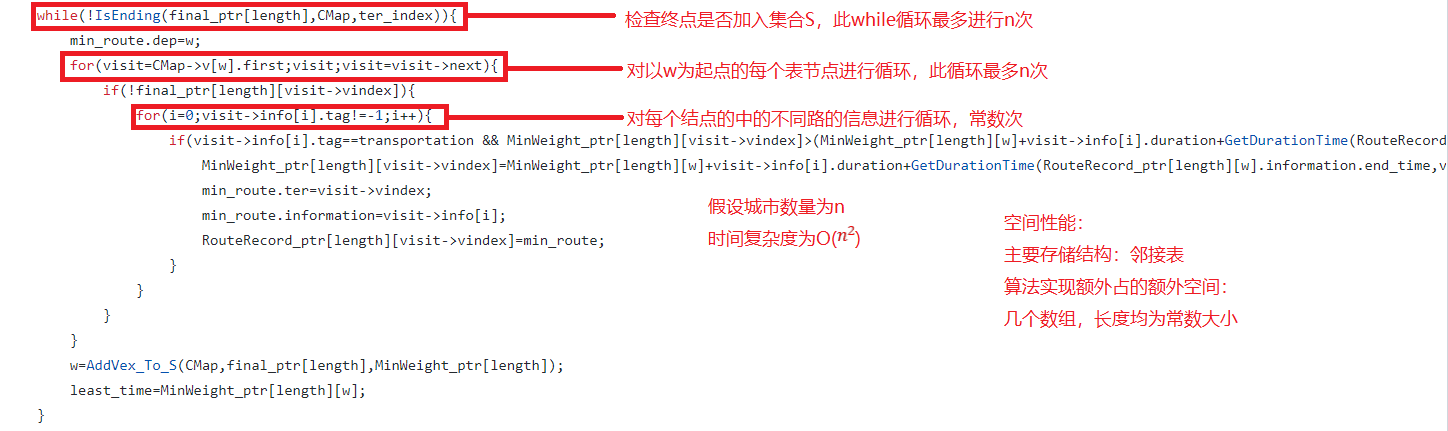 while(!IsEnding(final_ptr[length],CMap,ter_index)){
检查终点是否加入集合S，此while循环最多进行n次
min_route.dep=w;
for(visit=CMap->v[w].first;visit;visit=visit->next){
对以w为起点的每个表节点进行循环，此循环最多n次
if(!final_ptr[length][visit->vindex]){
for(i=0;visit->info[i].tag!=-1;i++){
对每个结点的中的不同路的信息进行循环，常数次
if(visit->info[i].tag==transportation && MinWeight_ptr[length][visit->vindex]>(MinWeight_ptr[length][w]+visit->info[i].duration+GetDurationTime(RouteRecord
MinWeight_ptr[length][visit->vindex]=MinWeight_ptr[length][w]+visit->info[i].duration+GetDurationTime(RouteRecord_ptr[length][w].information.end_time,v
min_route.ter=visit->vindex;
min_route.information=visit->info[i];
RouteRecord_ptr[length][visit->vindex]=min_route;
}
}
}
}
w=AddVex_To_S(CMap,final_ptr[length],MinWeight_ptr[length]);
least_time=MinWeight_ptr[length][w];
}
假设城市数量为n
时间复杂度为O(n²)
空间性能：
主要存储结构：邻接表
算法实现额外占的额外空间：
几个数组，长度均为常数大小